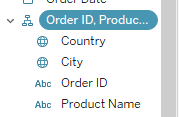 Order Date
Order ID, Produc...
Country
City
Abc Order ID
Abc Product Name